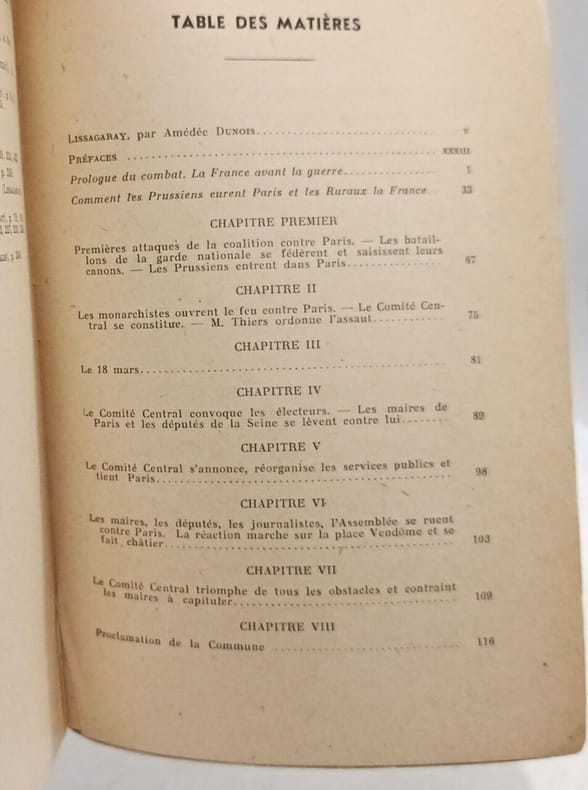 TABLE DES MATIÈRES
LISSAGARAY, par Amédée DUNOIS..... V
PRÉFACES ..... XXXIII
Prologue du combat. La France avant la guerre..... 1
Comment les Prussiens eurent Paris et les Ruraux la France.. 33
CHAPITRE PREMIER
Premières attaques de la coalition contre Paris. — Les batail-
lons de la garde nationale se fédèrent et saisissent leurs
canons. — Les Prussiens entrent dans Paris..... 67
CHAPITRE II
Les monarchistes ouvrent le feu contre Paris. — Le Comité Cen-
tral se constitue. — M. Thiers ordonne l'assaut..... 75
CHAPITRE III
Le 18 mars..... 81
CHAPITRE IV
Le Comité Central convoque les électeurs. — Les maires de
Paris et les députés de la Seine se lèvent contre lui..... 89
CHAPITRE V
Le Comité Central s'annonce, réorganise les services publics et
tient Paris..... 98
CHAPITRE VI
Les maires, les députés, les journalistes, l'Assemblée se ruent
contre Paris. La réaction marche sur la place Vendôme et se
fait châtier..... 103
CHAPITRE VII
Le Comité Central triomphe de tous les obstacles et contraint
les maires à capituler..... 109
CHAPITRE VIII
Proclamation de la Commune ..... 116